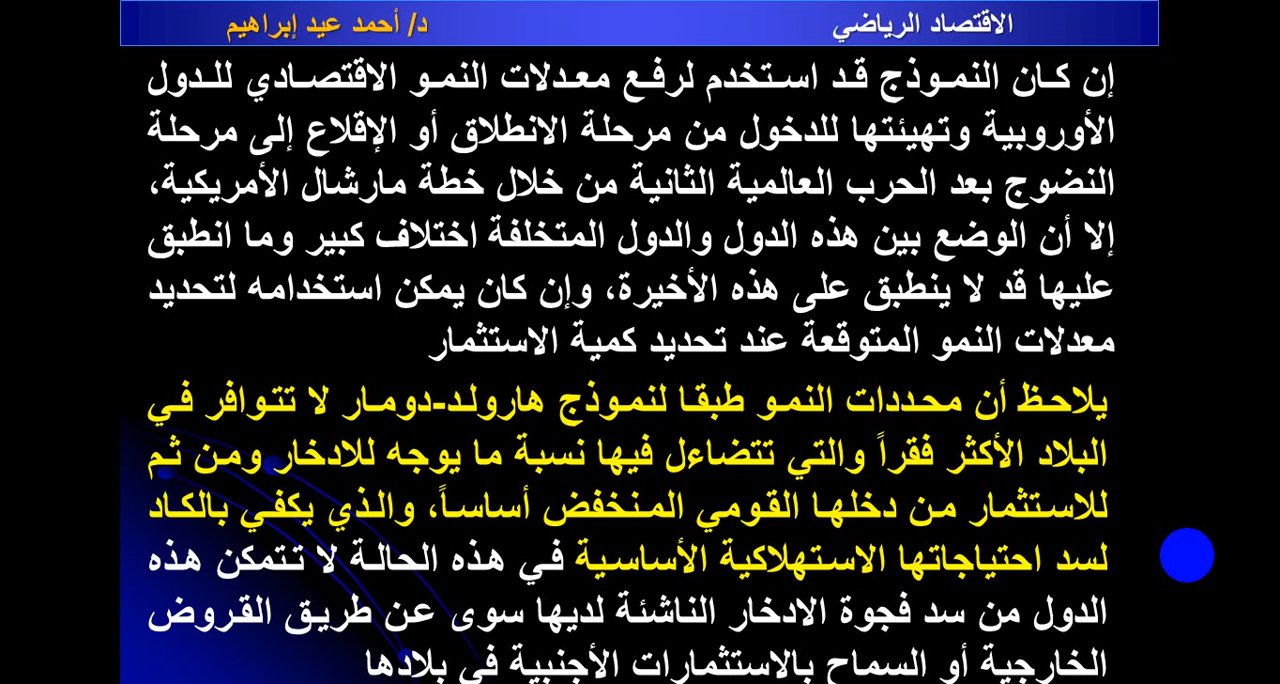 الاقتصاد الرياضي
د/ أحمد عيد إبراهيم
إن كان النموذج قد استخدم لرفع معدلات النمو الاقتصادي للدول
الأوروبية وتهيئتها للدخول من مرحلة الانطلاق أو الإقلاع إلى مرحلة
النضوج بعد الحرب العالمية الثانية من خلال خطة مارشال الأمريكية،
إلا أن الوضع بين هذه الدول والدول المتخلفة اختلاف كبير وما انطبق
عليها قد لا ينطبق على هذه الأخيرة، وإن كان يمكن استخدامه لتحديد
معدلات النمو المتوقعة عند تحديد كمية الاستثمار
يلاحظ أن محددات النمو طبقا لنموذج هارولد-دومار لا تتوافر في
البلاد الأكثر فقراً والتي تتضاءل فيها نسبة ما يوجه للادخار ومن ثم
للاستثمار من دخلها القومي المنخفض أساساً، والذي يكفي بالكاد
لسد احتياجاتها الاستهلاكية الأساسية في هذه الحالة لا تتمكن هذه
الدول من سد فجوة الادخار الناشئة لديها سوى عن طريق القروض
الخارجية أو السماح بالاستثمارات الأجنبية في بلادها